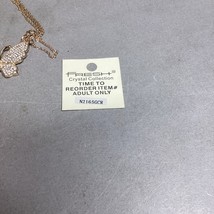 FRESH®
Crystal Collection
TIME TO
REORDER ITEM#
ADULT ONLY